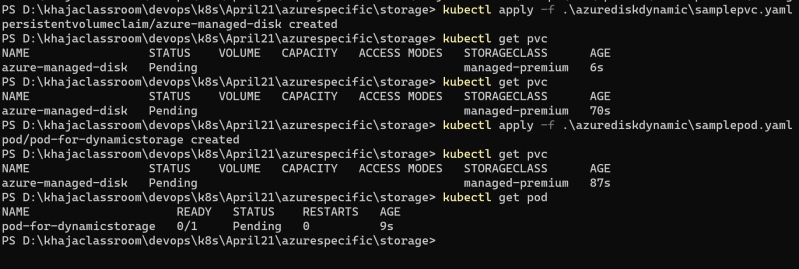 PS D:\khajaclassroom\devops\k8s\April21\azurespecific\storage> kubectl apply -f .\azurediskdynamic\samplepvc.yaml
persistentvolumeclaim/azure-managed-disk created
PS D:\khajaclassroom\devops\k8s\April21\azurespecific\storage> kubectl get pvc
NAME STATUS VOLUME CAPACITY ACCESS MODES STORAGECLASS AGE
azure-managed-disk Pending managed-premium 6s
PS D:\khajaclassroom\devops\k8s\April21\azurespecific\storage> kubectl get pvc
NAME STATUS VOLUME CAPACITY ACCESS MODES STORAGECLASS AGE
azure-managed-disk Pending managed-premium 70s
PS D:\khajaclassroom\devops\k8s\April21\azurespecific\storage> kubectl apply -f .\azurediskdynamic\samplepod.yaml
pod/pod-for-dynamicstorage created
PS D:\khajaclassroom\devops\k8s\April21\azurespecific\storage> kubectl get pvc
NAME STATUS VOLUME CAPACITY ACCESS MODES STORAGECLASS AGE
azure-managed-disk Pending managed-premium 87s
PS D:\khajaclassroom\devops\k8s\April21\azurespecific\storage> kubectl get pod
NAME READY STATUS RESTARTS AGE
pod-for-dynamicstorage 0/1 Pending 0 9s
PS D:\khajaclassroom\devops\k8s\April21\azurespecific\storage>